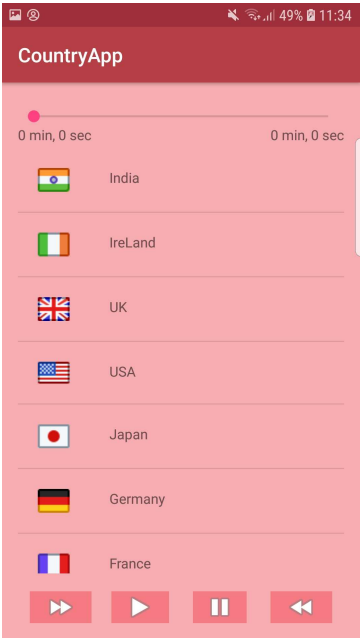 49% 11:34
CountryApp
0 min, 0 sec 0 min, 0 sec
India
IreLand
UK
USA
Japan
Germany
France